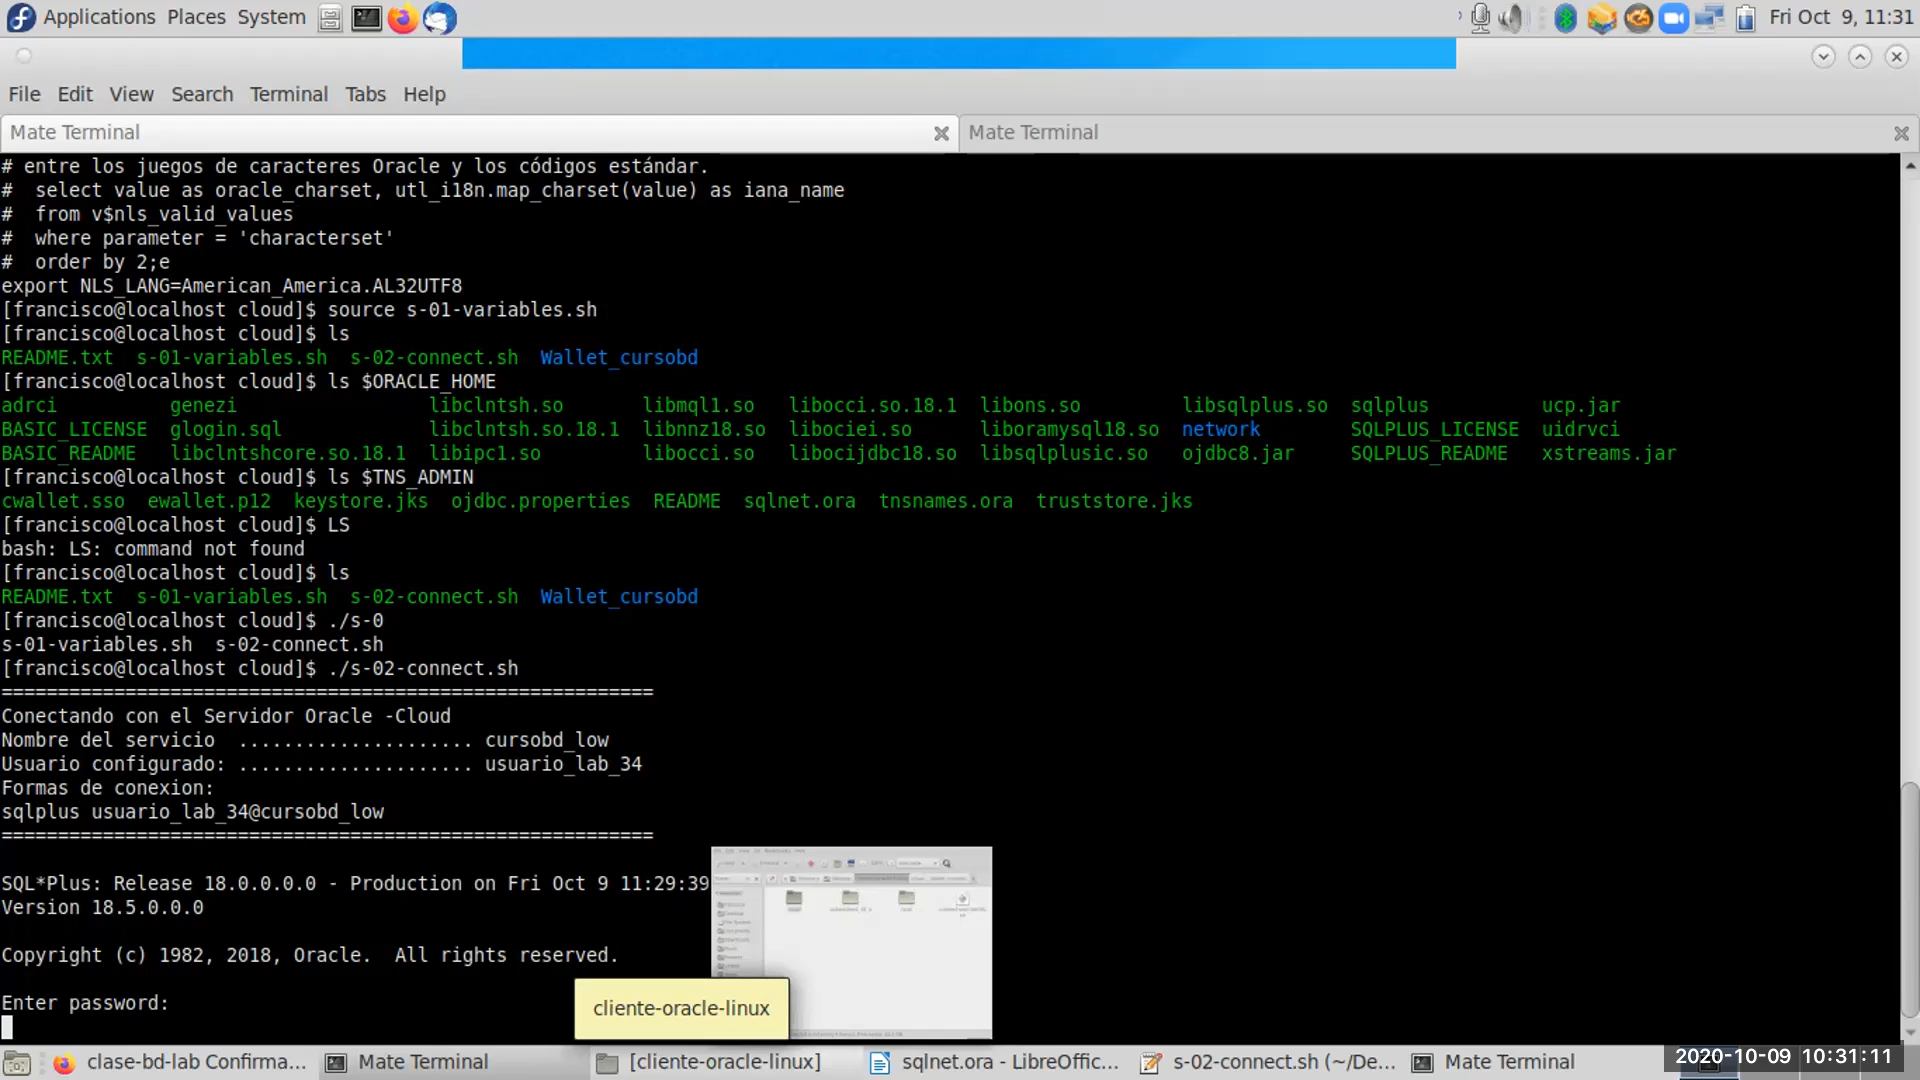 Applications Places System Fri Oct 9, 11:31
File Edit View Search Terminal Tabs Help
Mate Terminal Mate Terminal
# entre los juegos de caracteres Oracle y los códigos estándar.
# select value as oracle_charset, utl_i18n.map_charset(value) as iana_name
# from v$nls_valid_values
# where parameter = 'characterset'
# order by 2;e
export NLS_LANG=American_America.AL32UTF8
[francisco@localhost cloud]$ source s-01-variables.sh
[francisco@localhost cloud]$ ls
README.txt s-01-variables.sh s-02-connect.sh Wallet_cursobd
[francisco@localhost cloud]$ ls $ORACLE_HOME
adrci genezi libclntsh.so libmql1.so libocci.so.18.1 libons.so libsqlplus.so sqlplus ucp.jar
BASIC_LICENSE glogin.sql libclntsh.so.18.1 libnnz18.so libociei.so liboramysql18.so network SQLPLUS_LICENSE uidrvci
BASIC_README libclntshcore.so.18.1 libipc1.so libocci.so libocijdbc18.so libsqlplusic.so ojdbc8.jar SQLPLUS_README xstreams.jar
[francisco@localhost cloud]$ ls $TNS_ADMIN
cwallet.sso ewallet.p12 keystore.jks ojdbc.properties README sqlnet.ora tnsnames.ora truststore.jks
[francisco@localhost cloud]$ LS
bash: LS: command not found
[francisco@localhost cloud]$ ls
README.txt s-01-variables.sh s-02-connect.sh Wallet_cursobd
[francisco@localhost cloud]$ ./s-0
s-01-variables.sh s-02-connect.sh
[francisco@localhost cloud]$ ./s-02-connect.sh
==========================================================
Conectando con el Servidor Oracle -Cloud
Nombre del servicio ..................... cursobd_low
Usuario configurado: ..................... usuario_lab_34
Formas de conexion:
sqlplus usuario_lab_34@cursobd_low
==========================================================
SQL*Plus: Release 18.0.0.0.0 - Production on Fri Oct 9 11:29:39
Version 18.5.0.0.0
Copyright (c) 1982, 2018, Oracle. All rights reserved.
Enter password:
cliente-oracle-linux
clase-bd-lab Confirma... Mate Terminal [cliente-oracle-linux] sqlnet.ora - LibreOffic... s-02-connect.sh (~/De... Mate Terminal
2020-10-09 10:31:11